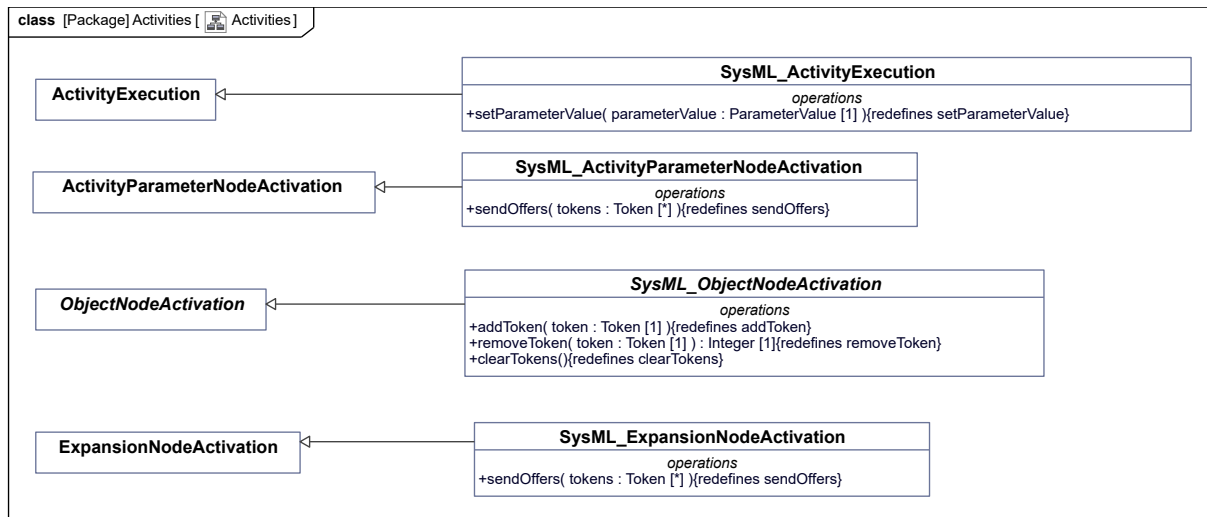 class [Package] Activities [ Activities ]
ActivityExecution
SysML_ActivityExecution
operations
+setParameterValue( parameterValue : ParameterValue [1] ){redefines setParameterValue}
ActivityParameterNodeActivation
SysML_ActivityParameterNodeActivation
operations
+sendOffers( tokens : Token [*] ){redefines sendOffers}
ObjectNodeActivation
SysML_ObjectNodeActivation
operations
+addToken( token : Token [1] ){redefines addToken}
+removeToken( token : Token [1] ) : Integer [1]{redefines removeToken}
+clearTokens(){redefines clearTokens}
ExpansionNodeActivation
SysML_ExpansionNodeActivation
operations
+sendOffers( tokens : Token [*] ){redefines sendOffers}